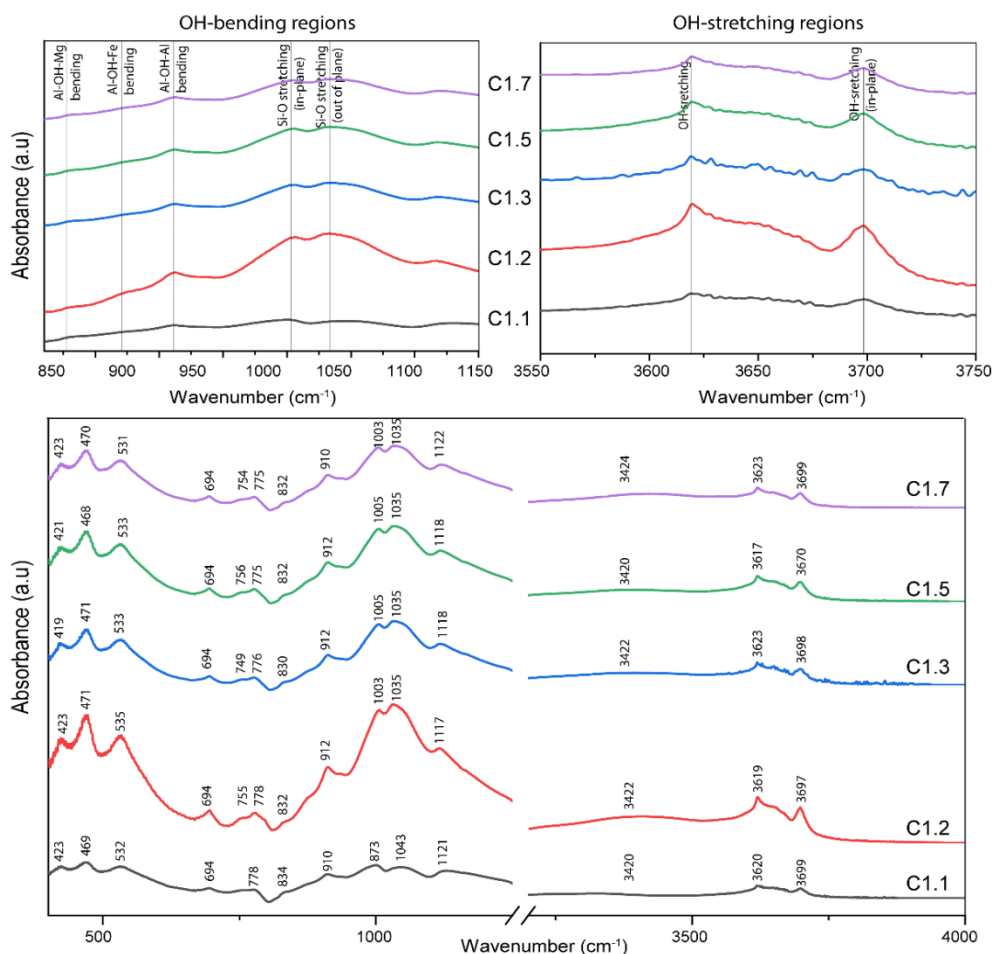 OH-bending regions
OH-stretching regions
Al-OH-Mg
bending
Al-OH-Fe
bending
Al-OH-Al
bending
Si-O stretching
(in-plane)
Si-O stretching
(out of plane)
OH-sretching
OH-sretching
(in-plane)
C1.7
C1.5
C1.3
C1.2
C1.1
Absorbance (a.u)
850 900 950 1000 1050 1100 1150
Wavenumber (cm-1)
3550 3600 3650 3700 3750
Wavenumber (cm-1)
423 470 531 694 754 775 832 910 1003 1035 1122 3424 3623 3699
C1.7
421 468 533 694 756 775 832 912 1005 1035 1118 3420 3617 3670
C1.5
419 471 533 694 749 776 830 912 1005 1035 1118 3422 3623 3698
C1.3
423 471 535 694 755 778 832 912 1003 1035 1117 3422 3619 3697
C1.2
423 469 532 694 778 834 910 873 1043 1121 3420 3620 3699
C1.1
Absorbance (a.u)
500 1000 3500 4000
Wavenumber (cm-1)